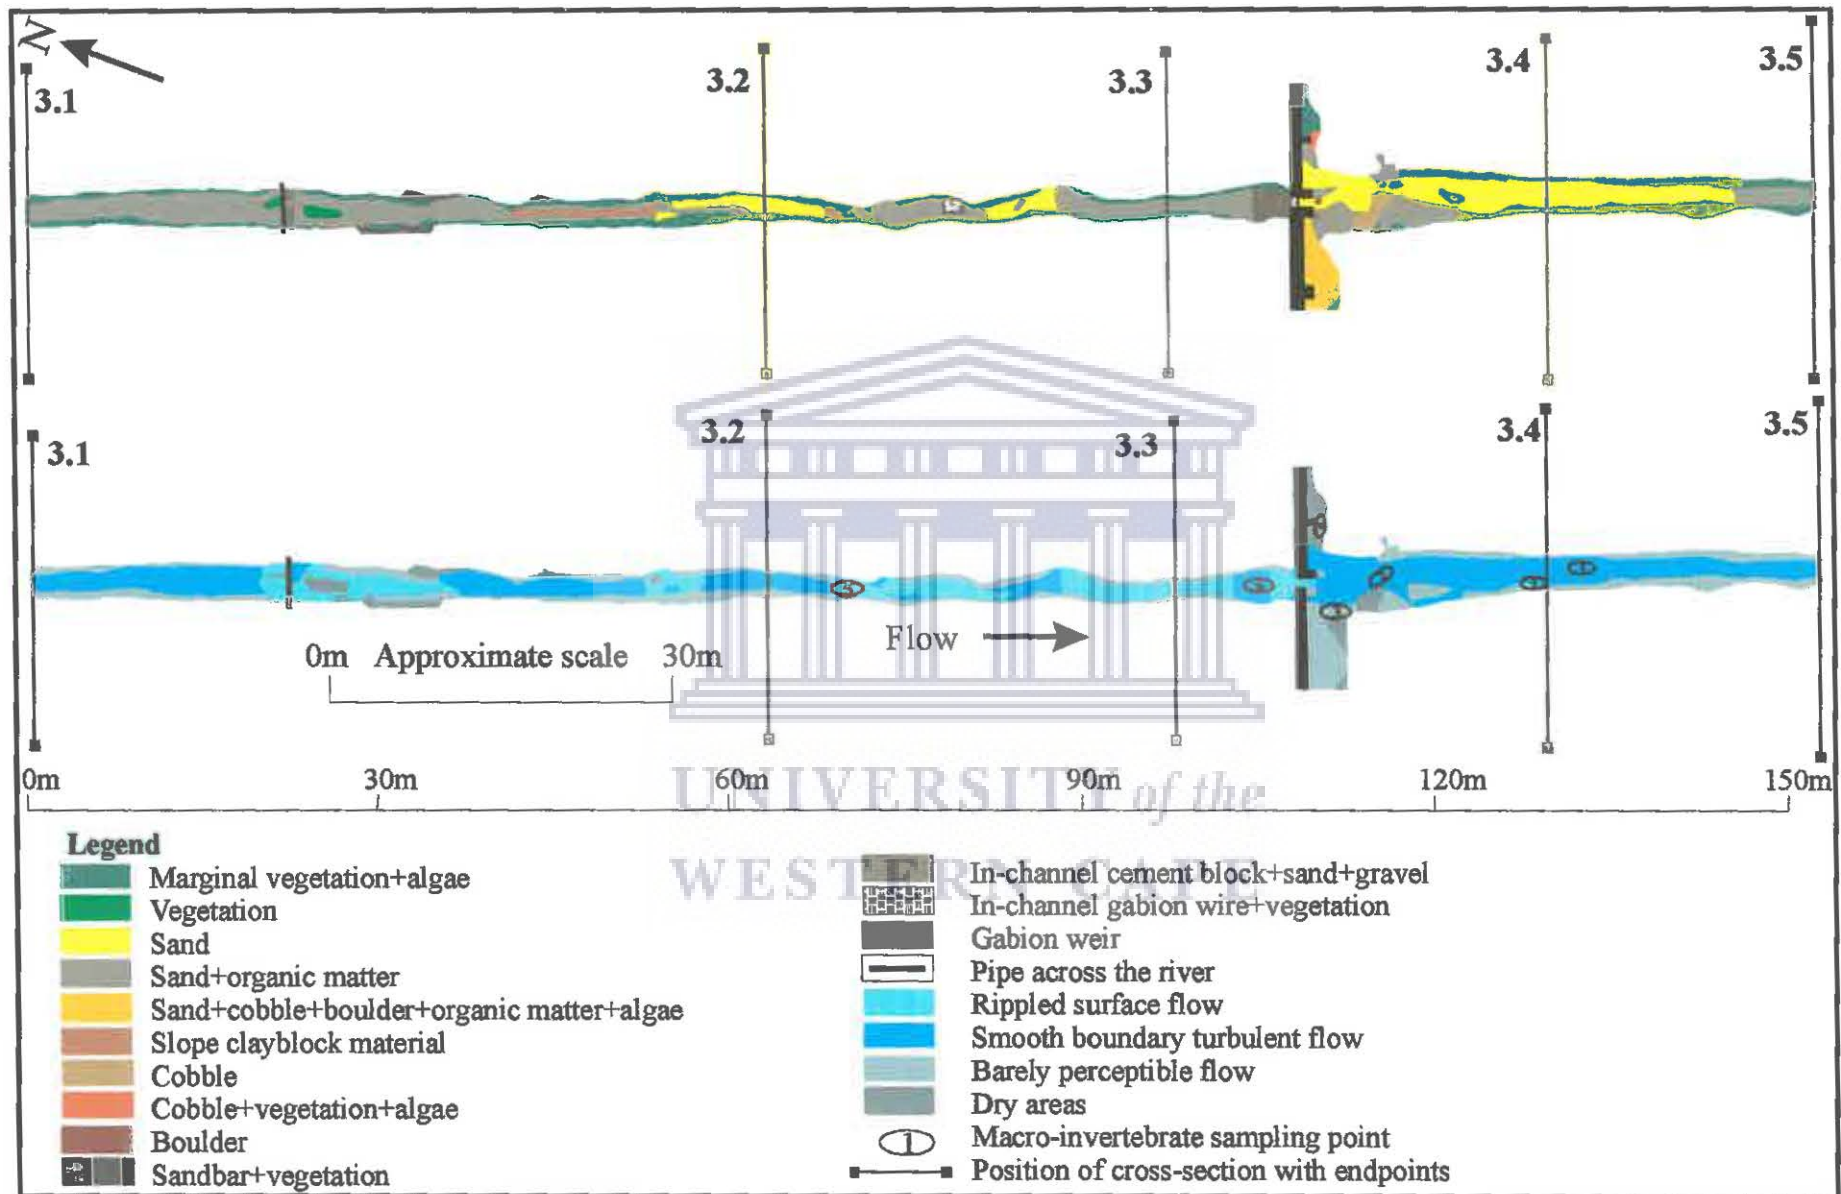 N
3.1
3.2
3.3
3.4
3.5
3.1
3.2
3.3
3.4
3.5
5
Flow
0m Approximate scale 30m
0m 30m 60m 90m 120m 150m
UNIVERSITY of the
WESTERN CAPE
Legend
Marginal vegetation+algae
Vegetation
Sand
Sand+organic matter
Sand+cobble+boulder+organic matter+algae
Slope clayblock material
Cobble
Cobble+vegetation+algae
Boulder
Sandbar+vegetation
In-channel cement block+sand+gravel
In-channel gabion wire+vegetation
Gabion weir
Pipe across the river
Rippled surface flow
Smooth boundary turbulent flow
Barely perceptible flow
Dry areas
1 Macro-invertebrate sampling point
Position of cross-section with endpoints